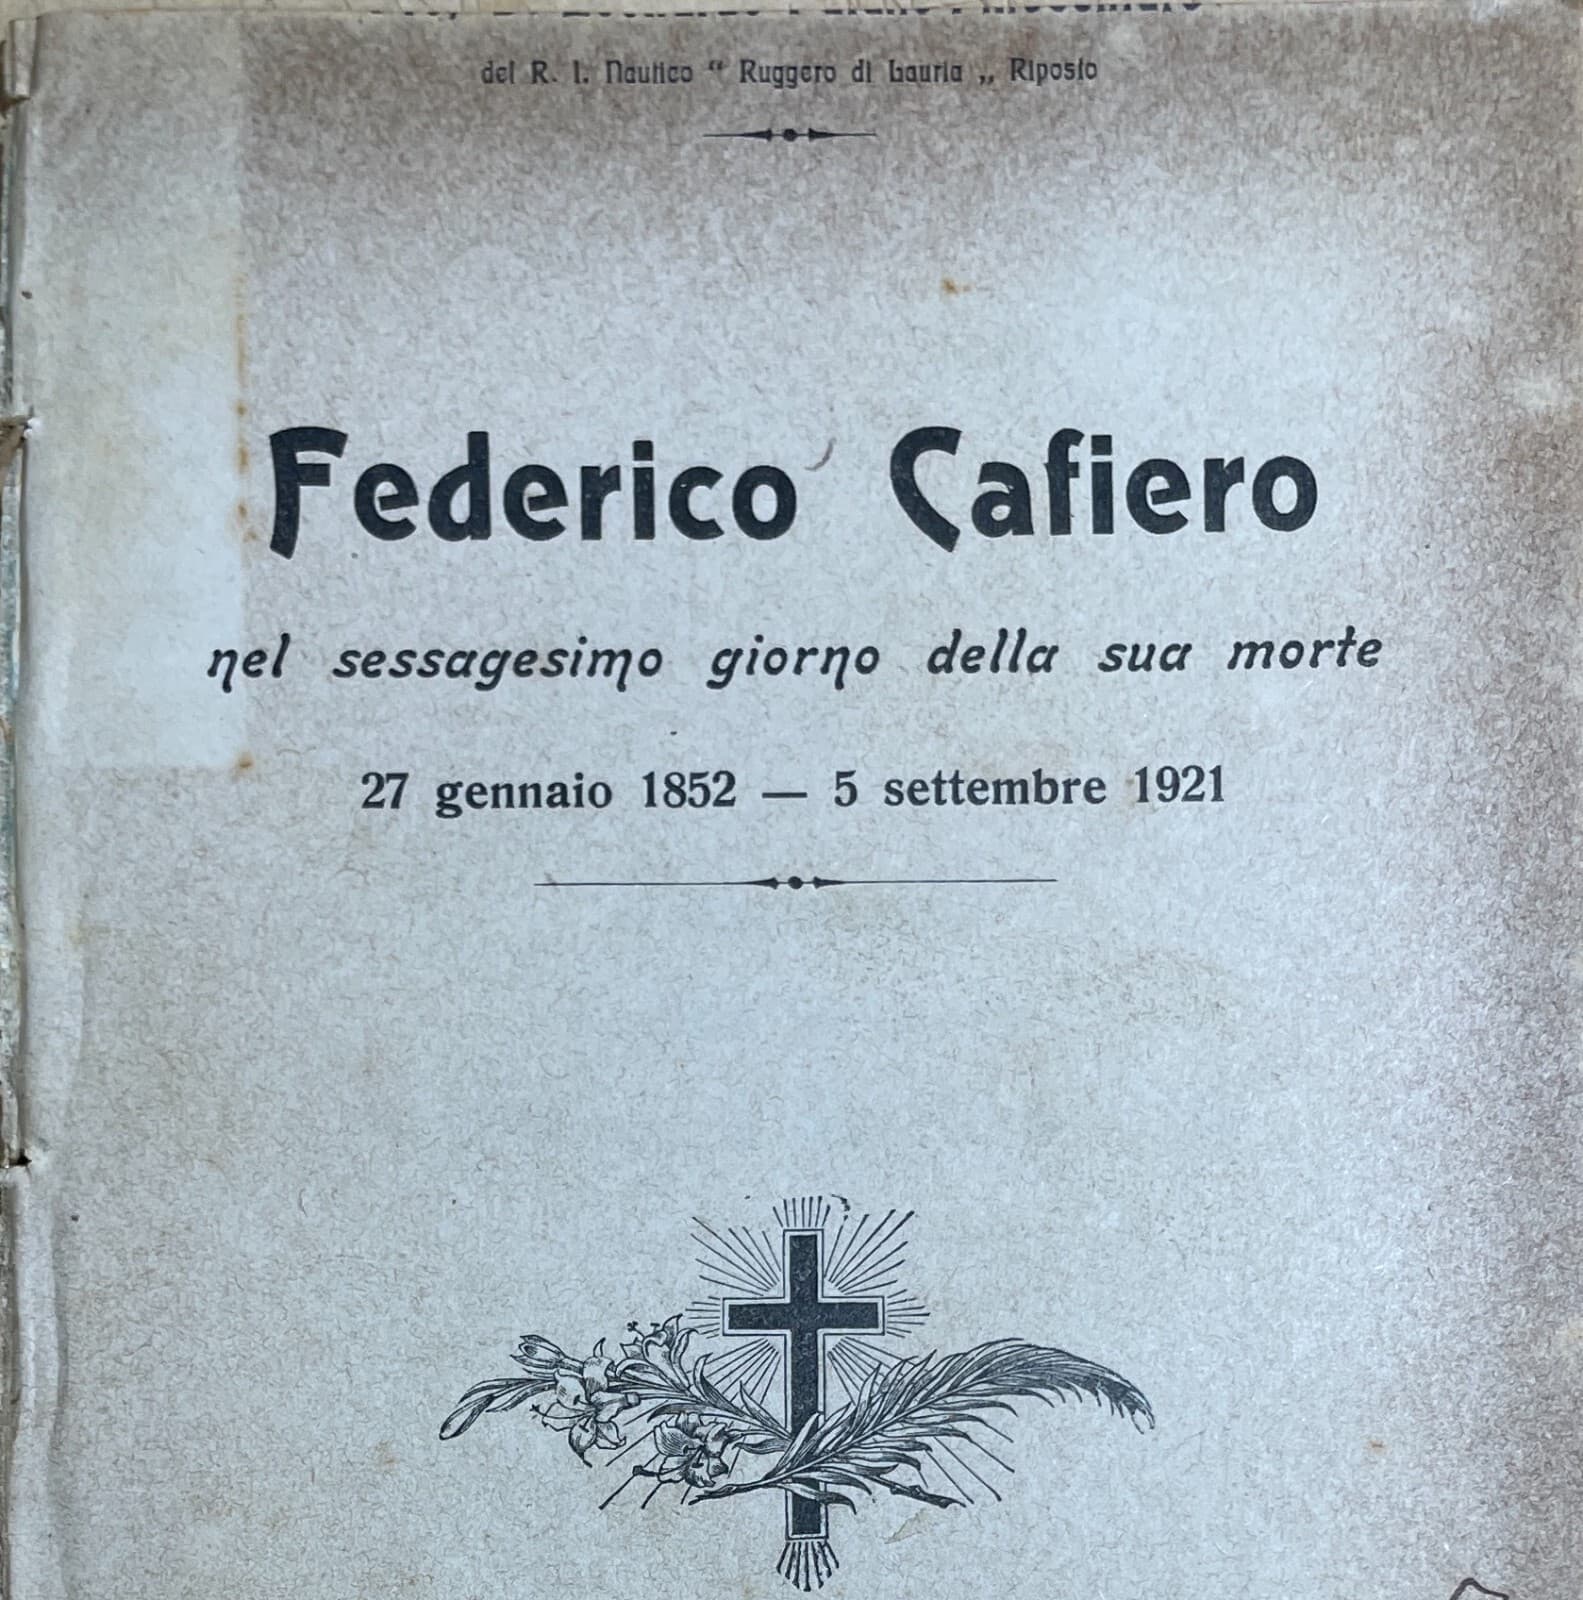 del R. I. Nautico “ Ruggero di Lauria „ Riposto
Federico Cafiero
nel sessagesimo giorno della sua morte
27 gennaio 1852 — 5 settembre 1921